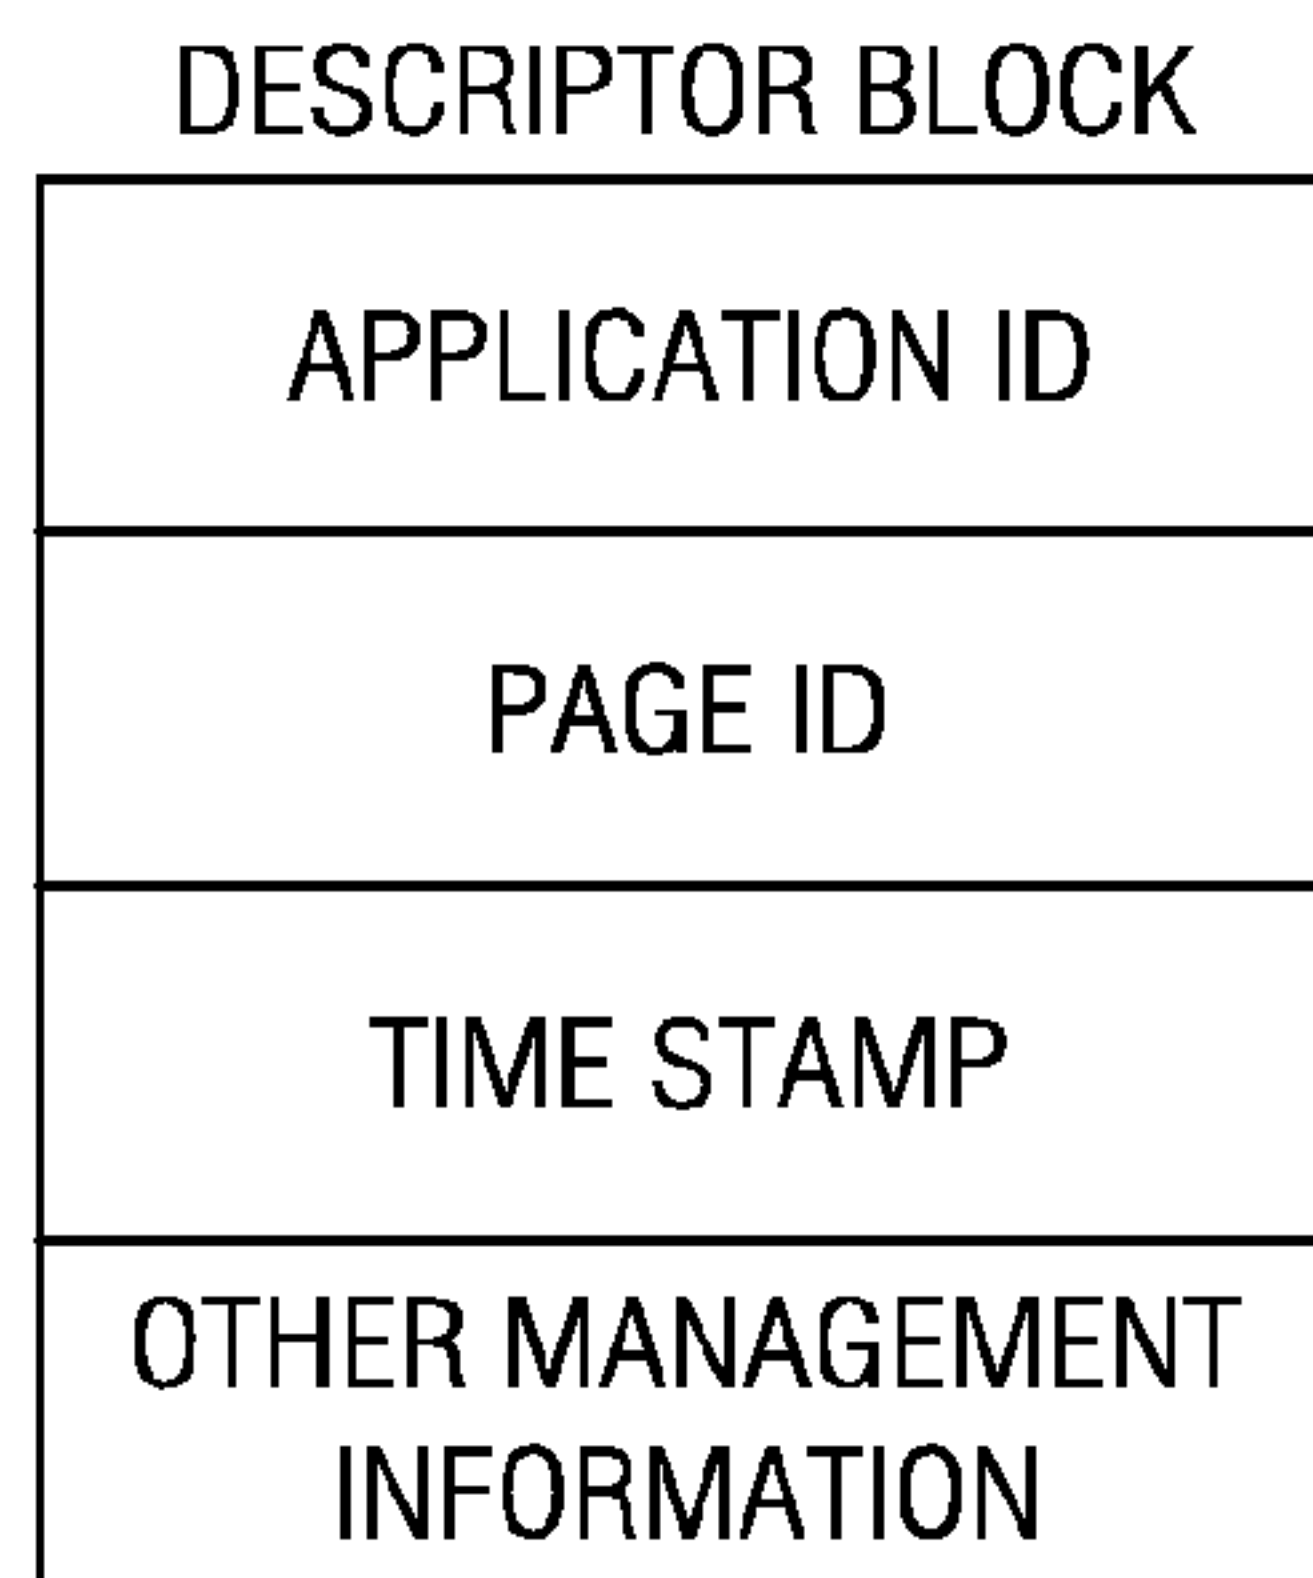 DESCRIPTOR BLOCK
APPLICATION ID
PAGE ID
TIME STAMP
OTHER MANAGEMENT
INFORMATION